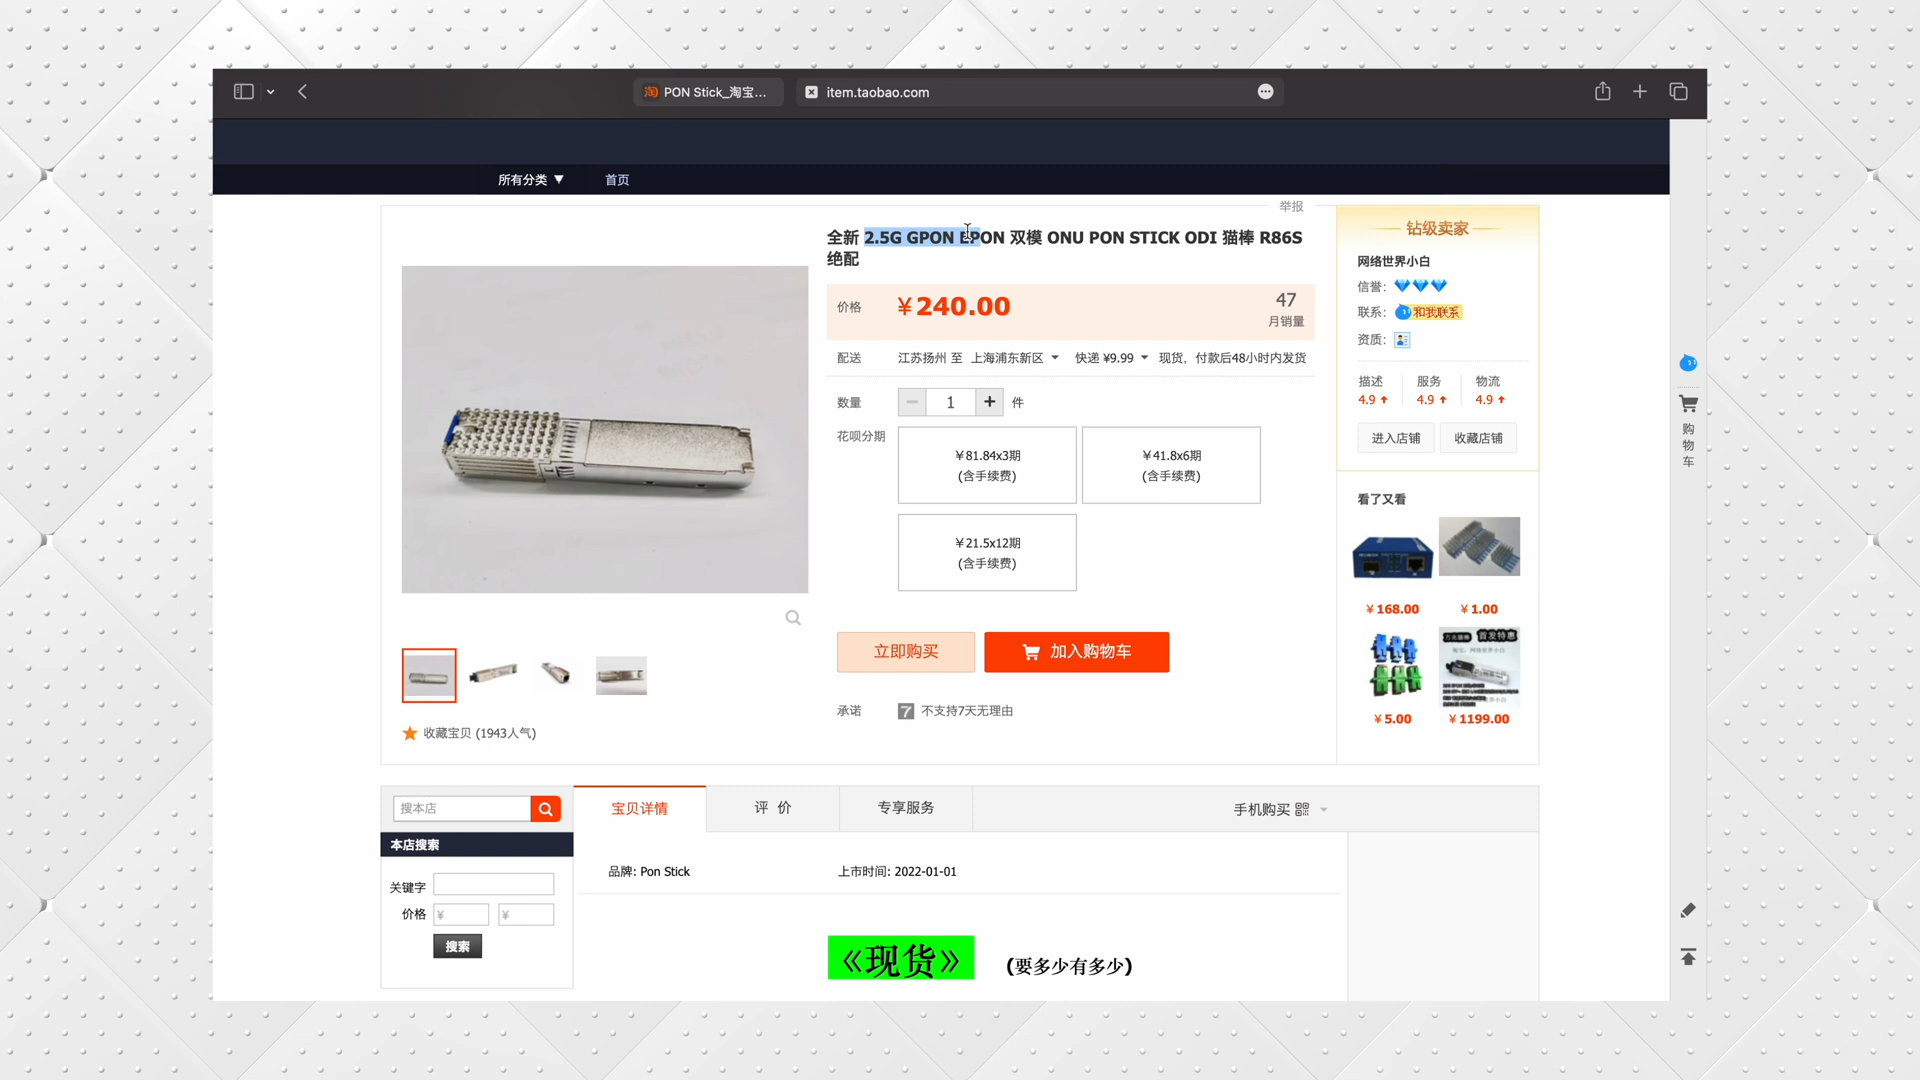 PON Stick_淘宝...
item.taobao.com
所有分类 ▼
首页
举报
全新 2.5G GPON EPON 双模 ONU PON STICK ODI 猫棒 R86S
绝配
价格
¥240.00
47
月销量
配送
江苏扬州 至 上海浦东新区
快递 ¥9.99
现货，付款后48小时内发货
数量
1
件
花呗分期
¥81.84x3期
(含手续费)
¥41.8x6期
(含手续费)
¥21.5x12期
(含手续费)
立即购买
加入购物车
承诺
7 不支持7天无理由
收藏宝贝 (1943人气)
钻级卖家
网络世界小白
信誉：
联系：
和我联系
资质：
描述
服务
物流
4.9
4.9
4.9
进入店铺
收藏店铺
看了又看
¥168.00
¥1.00
首发特惠
¥5.00
¥1199.00
购
物
车
搜本店
宝贝详情
评 价
专享服务
手机购买
本店搜索
关键字
价格
¥
¥
搜索
品牌: Pon Stick
上市时间: 2022-01-01
《现货》
(要多少有多少)